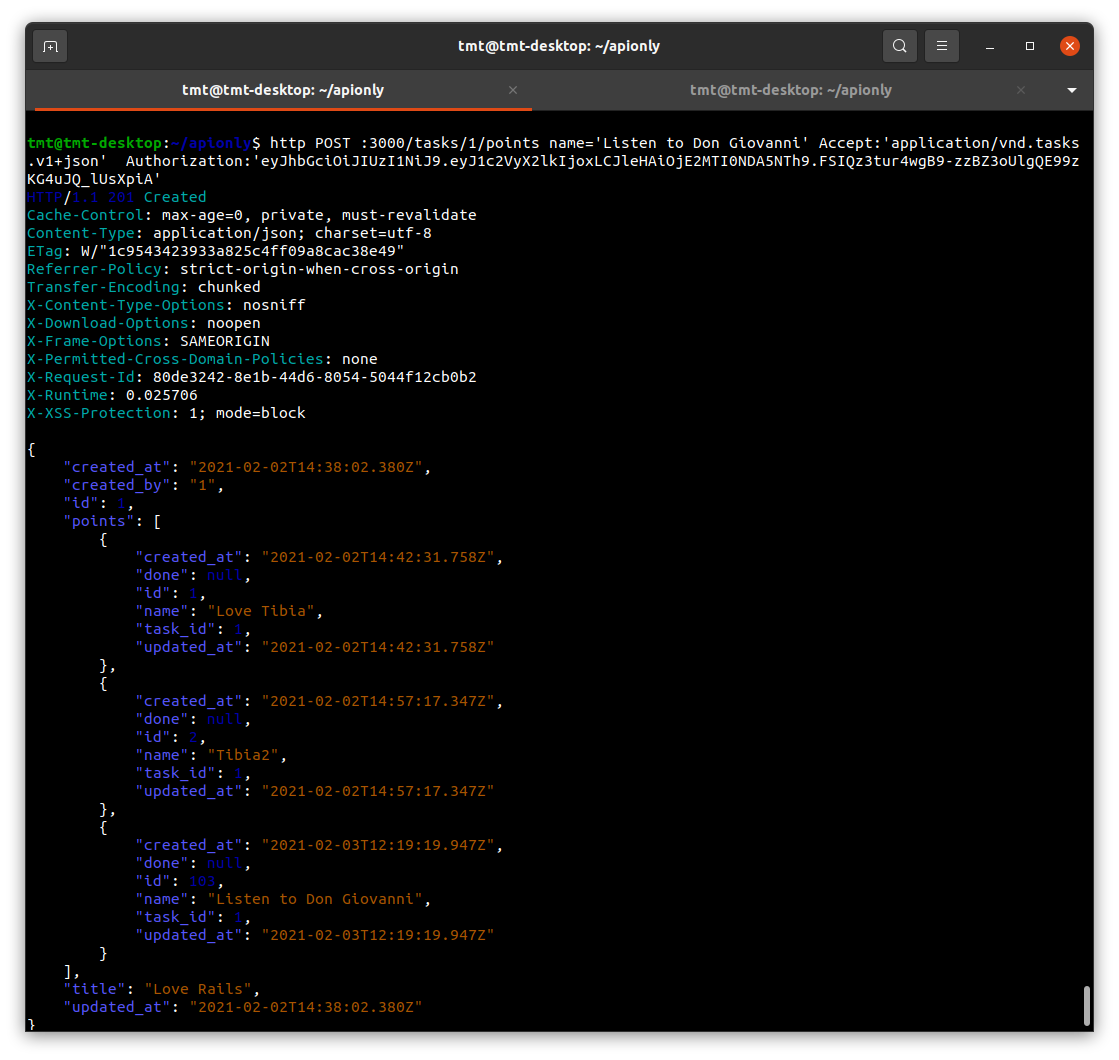 tmt@tmt-desktop: ~/apionly
tmt@tmt-desktop: ~/apionly
tmt@tmt-desktop: ~/apionly
tmt@tmt-desktop:~/apionly$ http POST :3000/tasks/1/points name='Listen to Don Giovanni' Accept:'application/vnd.tasks
.v1+json'  Authorization:'eyJhbGciOiJIUzI1NiJ9.eyJ1c2VyX2lkIjoxLCJleHAiOjE2MTI0NDA5NTh9.FSIQz3tur4wgB9-zzBZ3oUlgQE99z
KG4uJQ_lUsXpiA'
HTTP/1.1 201 Created
Cache-Control: max-age=0, private, must-revalidate
Content-Type: application/json; charset=utf-8
ETag: W/"1c9543423933a825c4ff09a8cac38e49"
Referrer-Policy: strict-origin-when-cross-origin
Transfer-Encoding: chunked
X-Content-Type-Options: nosniff
X-Download-Options: noopen
X-Frame-Options: SAMEORIGIN
X-Permitted-Cross-Domain-Policies: none
X-Request-Id: 80de3242-8e1b-44d6-8054-5044f12cb0b2
X-Runtime: 0.025706
X-XSS-Protection: 1; mode=block
{
    "created_at": "2021-02-02T14:38:02.380Z",
    "created_by": "1",
    "id": 1,
    "points": [
        {
            "created_at": "2021-02-02T14:42:31.758Z",
            "done": null,
            "id": 1,
            "name": "Love Tibia",
            "task_id": 1,
            "updated_at": "2021-02-02T14:42:31.758Z"
        },
        {
            "created_at": "2021-02-02T14:57:17.347Z",
            "done": null,
            "id": 2,
            "name": "Tibia2",
            "task_id": 1,
            "updated_at": "2021-02-02T14:57:17.347Z"
        },
        {
            "created_at": "2021-02-03T12:19:19.947Z",
            "done": null,
            "id": 103,
            "name": "Listen to Don Giovanni",
            "task_id": 1,
            "updated_at": "2021-02-03T12:19:19.947Z"
        }
    ],
    "title": "Love Rails",
    "updated_at": "2021-02-02T14:38:02.380Z"
}